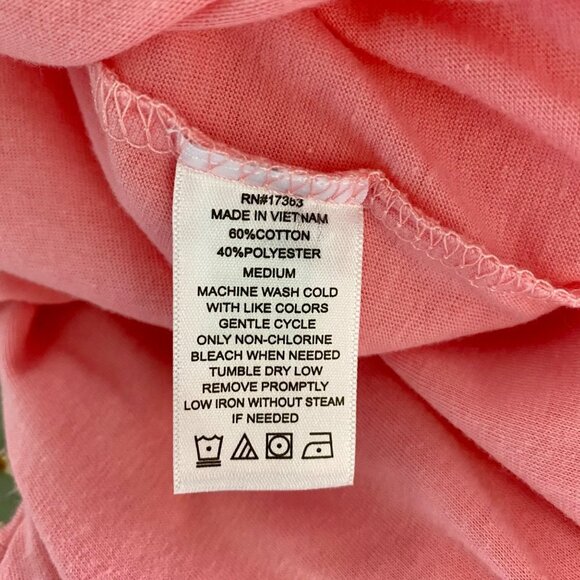 RN#17363
MADE IN VIETNAM
60%COTTON
40%POLYESTER
MEDIUM
MACHINE WASH COLD
WITH LIKE COLORS
GENTLE CYCLE
ONLY NON-CHLORINE
BLEACH WHEN NEEDED
TUMBLE DRY LOW
REMOVE PROMPTLY
LOW IRON WITHOUT STEAM
IF NEEDED